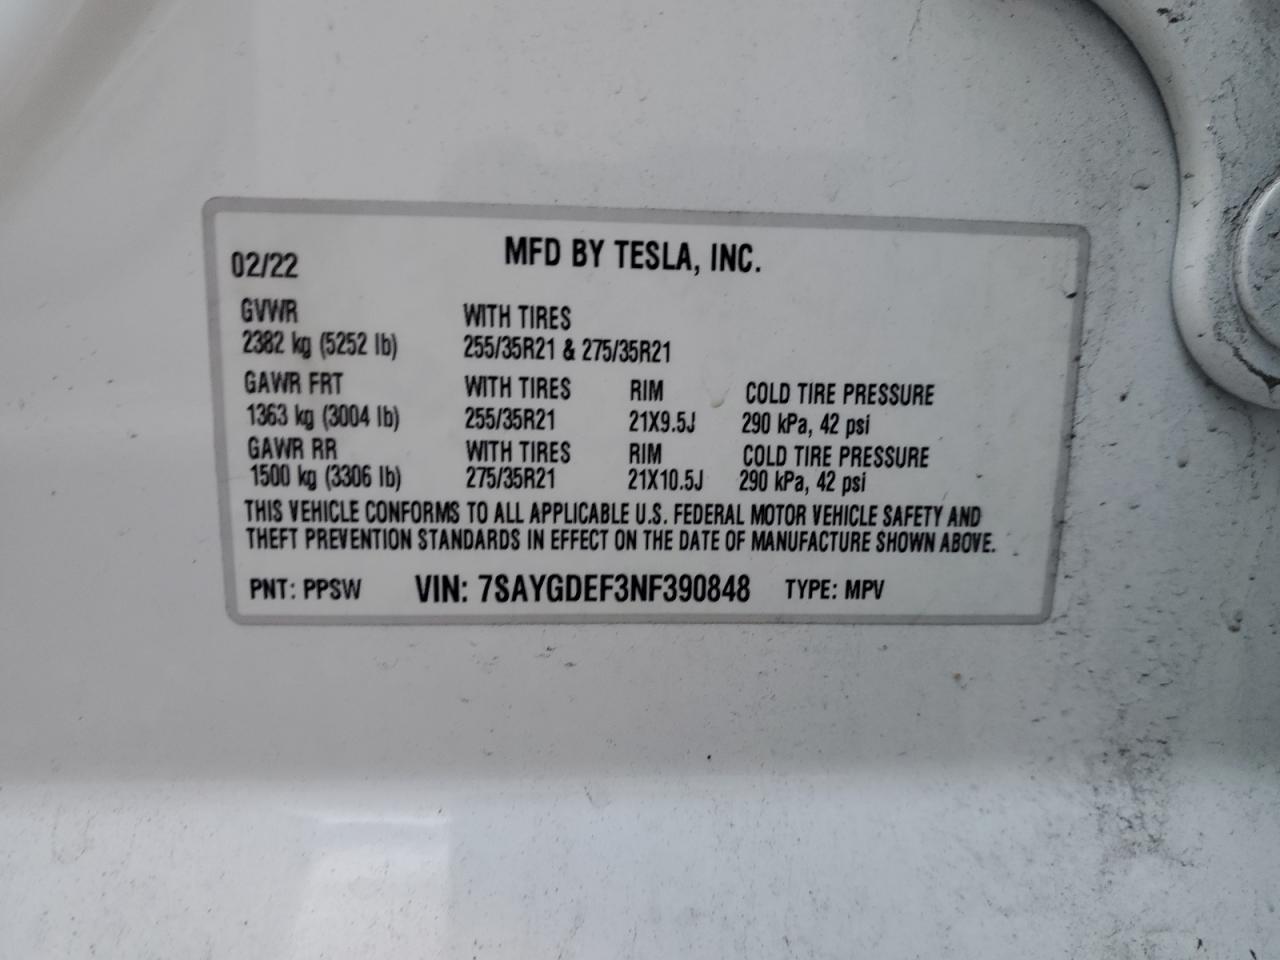 02/22 MFD BY TESLA, INC.
GVWR WITH TIRES
2382 kg (5252 lb) 255/35R21 & 275/35R21
GAWR FRT WITH TIRES RIM COLD TIRE PRESSURE
1363 kg (3004 lb) 255/35R21 21X9.5J 290 kPa, 42 psi
GAWR RR WITH TIRES RIM COLD TIRE PRESSURE
1500 kg (3306 lb) 275/35R21 21X10.5J 290 kPa, 42 psi
THIS VEHICLE CONFORMS TO ALL APPLICABLE U.S. FEDERAL MOTOR VEHICLE SAFETY AND
THEFT PREVENTION STANDARDS IN EFFECT ON THE DATE OF MANUFACTURE SHOWN ABOVE.
PNT: PPSW VIN: 7SAYGDEF3NF390848 TYPE: MPV